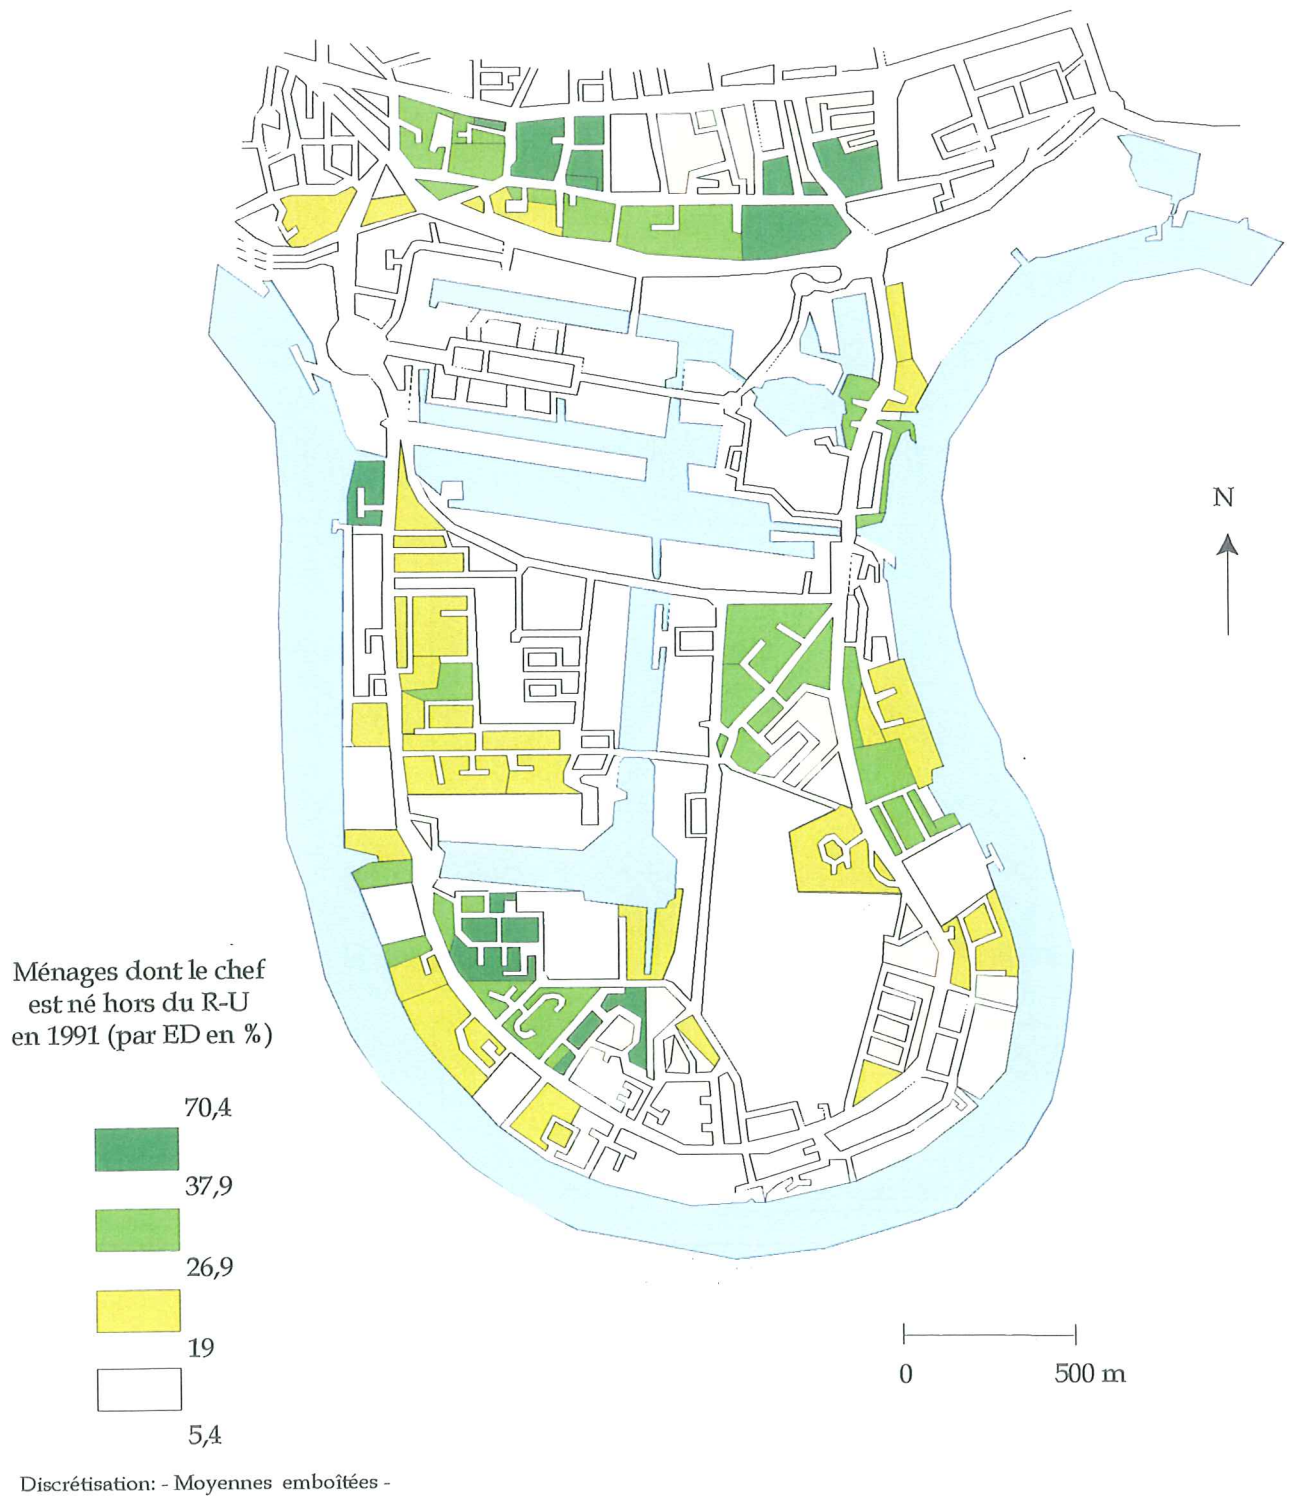 N
Ménages dont le chef
est né hors du R-U
en 1991 (par ED en %)
70,4
37,9
26,9
19
5,4
0 500 m
Discrétisation: - Moyennes emboîtées -